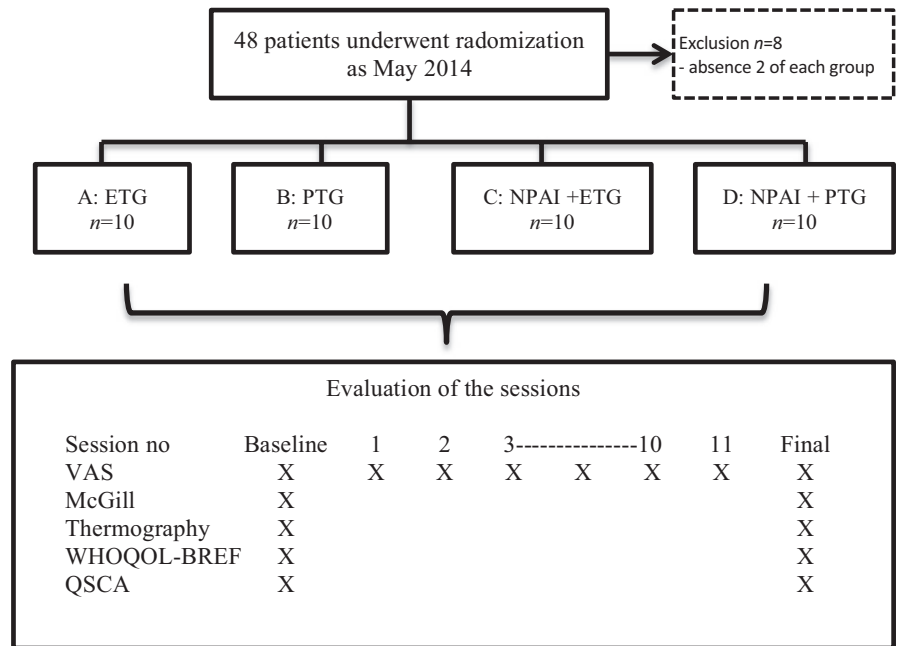 48 patients underwent radomization
as May 2014
Exclusion n=8
- absence 2 of each group
A: ETG
n=10
B: PTG
n=10
C: NPAI +ETG
n=10
D: NPAI + PTG
n=10
Evaluation of the sessions
Session no Baseline 1 2 3---------------10 11 Final
VAS X X X X X X X X
McGill X X
Thermography X X
WHOQOL-BREF X X
QSCA X X